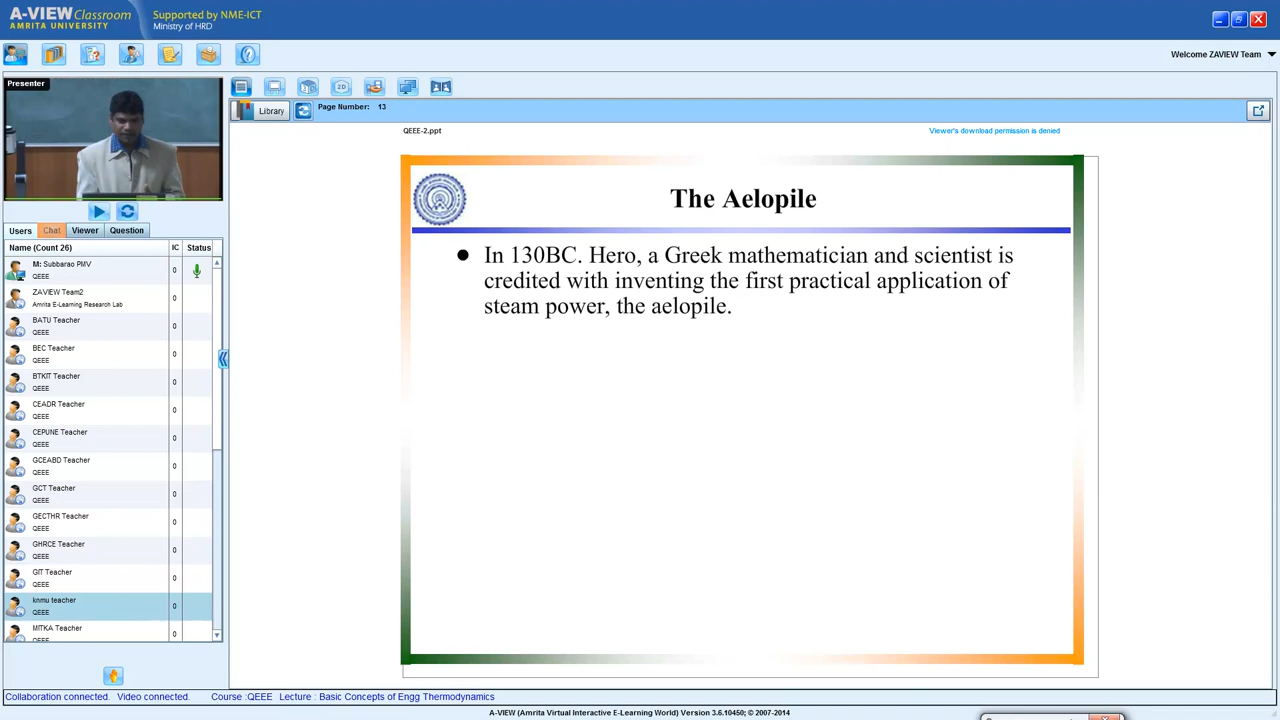 A-VIEW Classroom
AMRITA UNIVERSITY
Supported by NME-ICT
Ministry of HRD
Welcome ZAVIEW Team
Presenter
Library
Page Number: 13
QEEE-2.ppt
Viewer's download permission is denied
The Aelopile
In 130BC. Hero, a Greek mathematician and scientist is
credited with inventing the first practical application of
steam power, the aelopile.
2D
Users Chat Viewer Question
Name (Count 26) IC Status
M: Subbarao PMV
QEEE
0
ZAVIEW Team2
Amrita E-Learning Research Lab
0
BATU Teacher
QEEE
0
BEC Teacher
QEEE
0
BTKIT Teacher
QEEE
0
CEADR Teacher
QEEE
0
CEPUNE Teacher
QEEE
0
GCEABD Teacher
QEEE
0
GCT Teacher
QEEE
0
GECTHR Teacher
QEEE
0
GHRCE Teacher
QEEE
0
GIT Teacher
QEEE
0
knmu teacher
QEEE
0
MITKA Teacher
QEEE
0
Collaboration connected. Video connected. Course :QEEE Lecture : Basic Concepts of Engg Thermodynamics
A-VIEW (Amrita Virtual Interactive E-Learning World) Version 3.6.10450; © 2007-2014